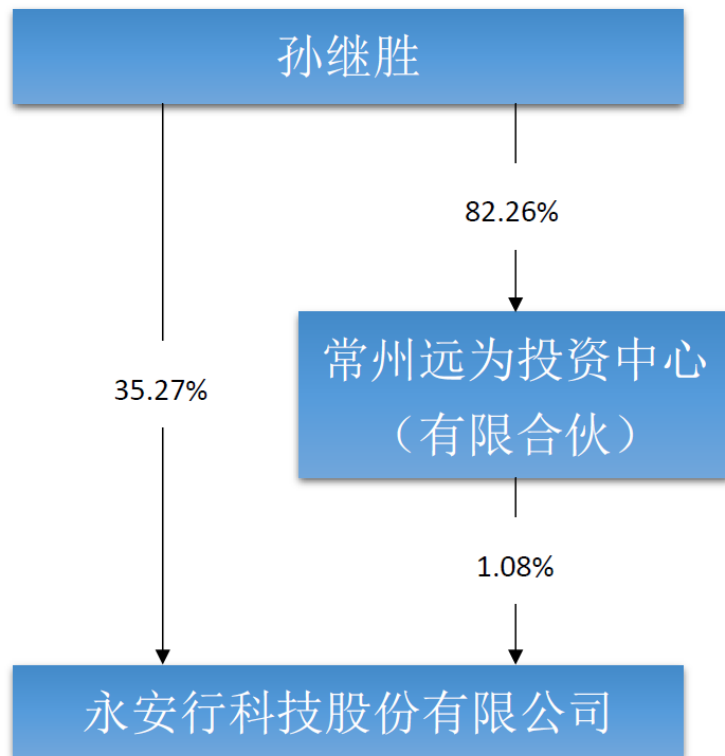 孙继胜
82.26%
常州远为投资中心
（有限合伙）
35.27%
1.08%
永安行科技股份有限公司